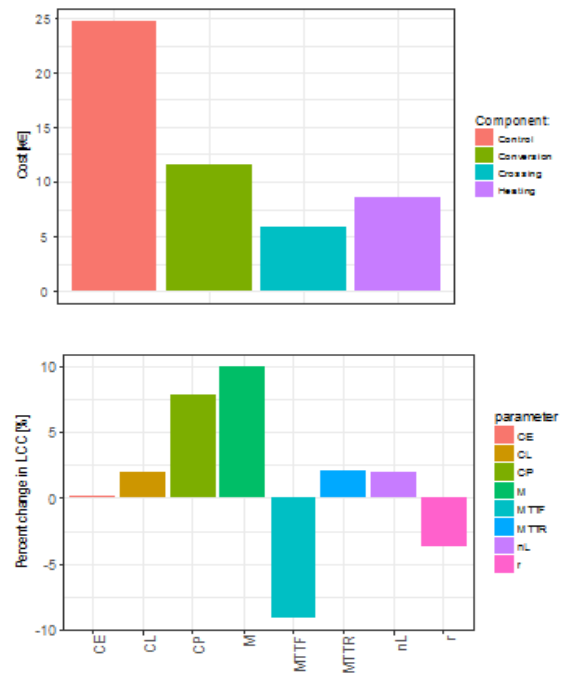 25
20
15
10
5
0
Cost [k€]
Component:
Control
Conversion
Crossing
Heating
10
5
0
-5
-10
Percent change in LCC [%]
CE
CL
CP
M
MTTF
MTTR
nL
r
parameter
CE
CL
CP
M
MTTF
MTTR
nL
r